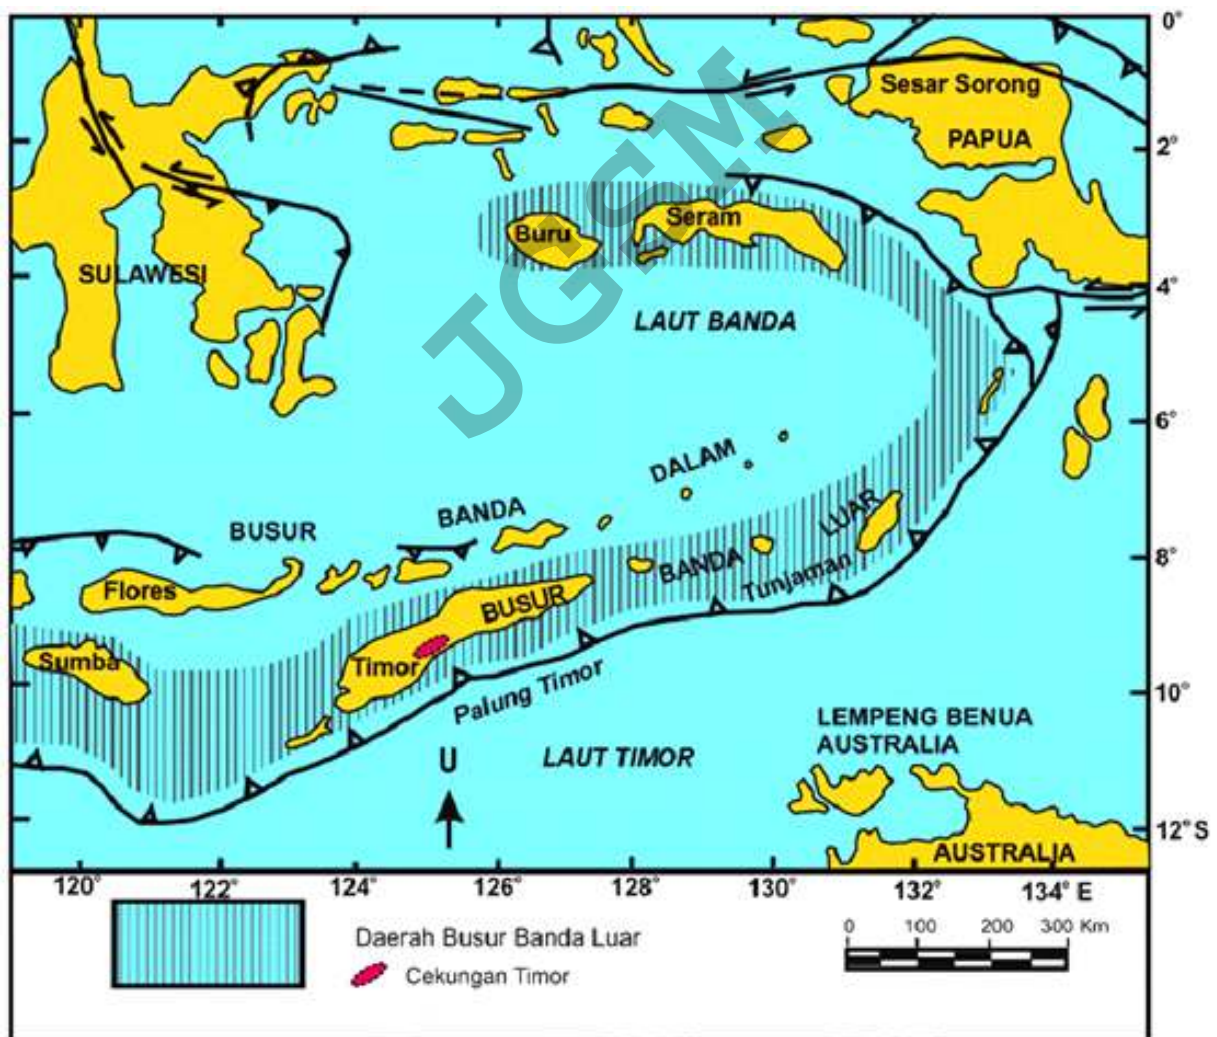 0°
Sesar Sorong
PAPUA
2°
Seram
Buru
SULAWESI
4°
LAUT BANDA
JGSM
6°
DALAM
BANDA
BUSUR
LUAR
8°
BANDA
Tunjaman
Flores
BUSUR
Sumba
Timor
10°
Palung Timor
LEMPENG BENUA
AUSTRALIA
LAUT TIMOR
U
12°S
AUSTRALIA
120° 122° 124° 126° 128° 130° 132° 134° E
Daerah Busur Banda Luar
Cekungan Timor
0 100 200 300 Km